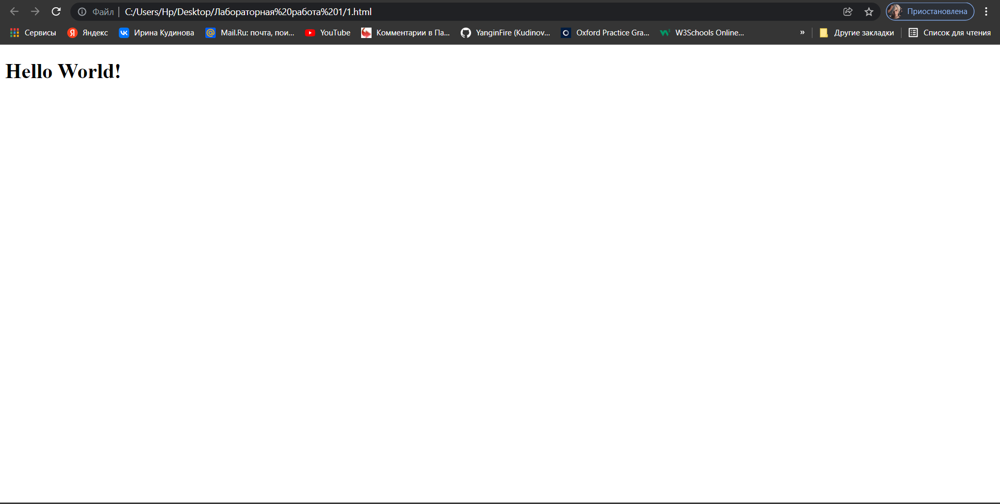 Файл | C:/Users/Hp/Desktop/Лабораторная%20работа%201/1.html Приостановлена
Сервисы Яндекс Ирина Кудинова Mail.Ru: почта, пои... YouTube Комментарии в Па... YanginFire (Kudinov... Oxford Practice Gra... W3Schools Online... » Другие закладки Список для чтения
Hello World!